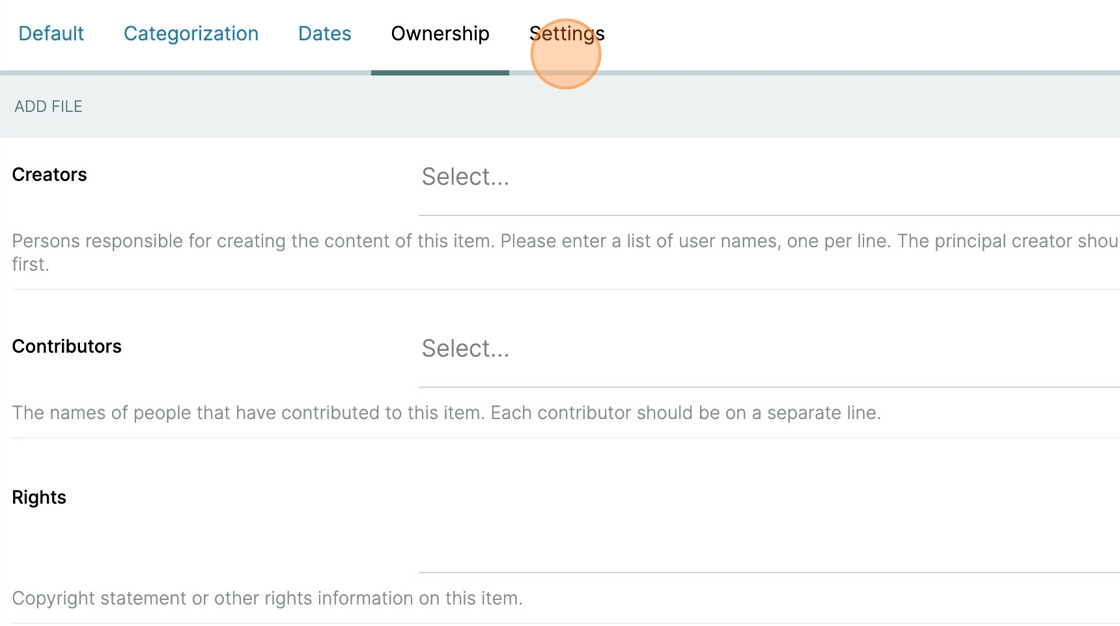 Default Categorization Dates Ownership Settings
ADD FILE
Creators Select...
Persons responsible for creating the content of this item. Please enter a list of user names, one per line. The principal creator shou
first.
Contributors Select...
The names of people that have contributed to this item. Each contributor should be on a separate line.
Rights
Copyright statement or other rights information on this item.